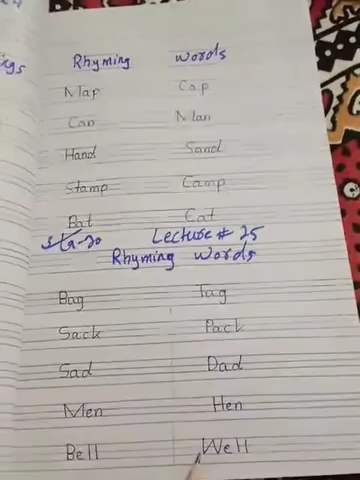 Rhyming Words
Map Cap
Can Man
Hand Sand
Stamp Camp
Bat Cat
Lecture # 25
Rhyming Words
Bag Tag
Sack Pack
Sad Dad
Men Hen
Bell Well